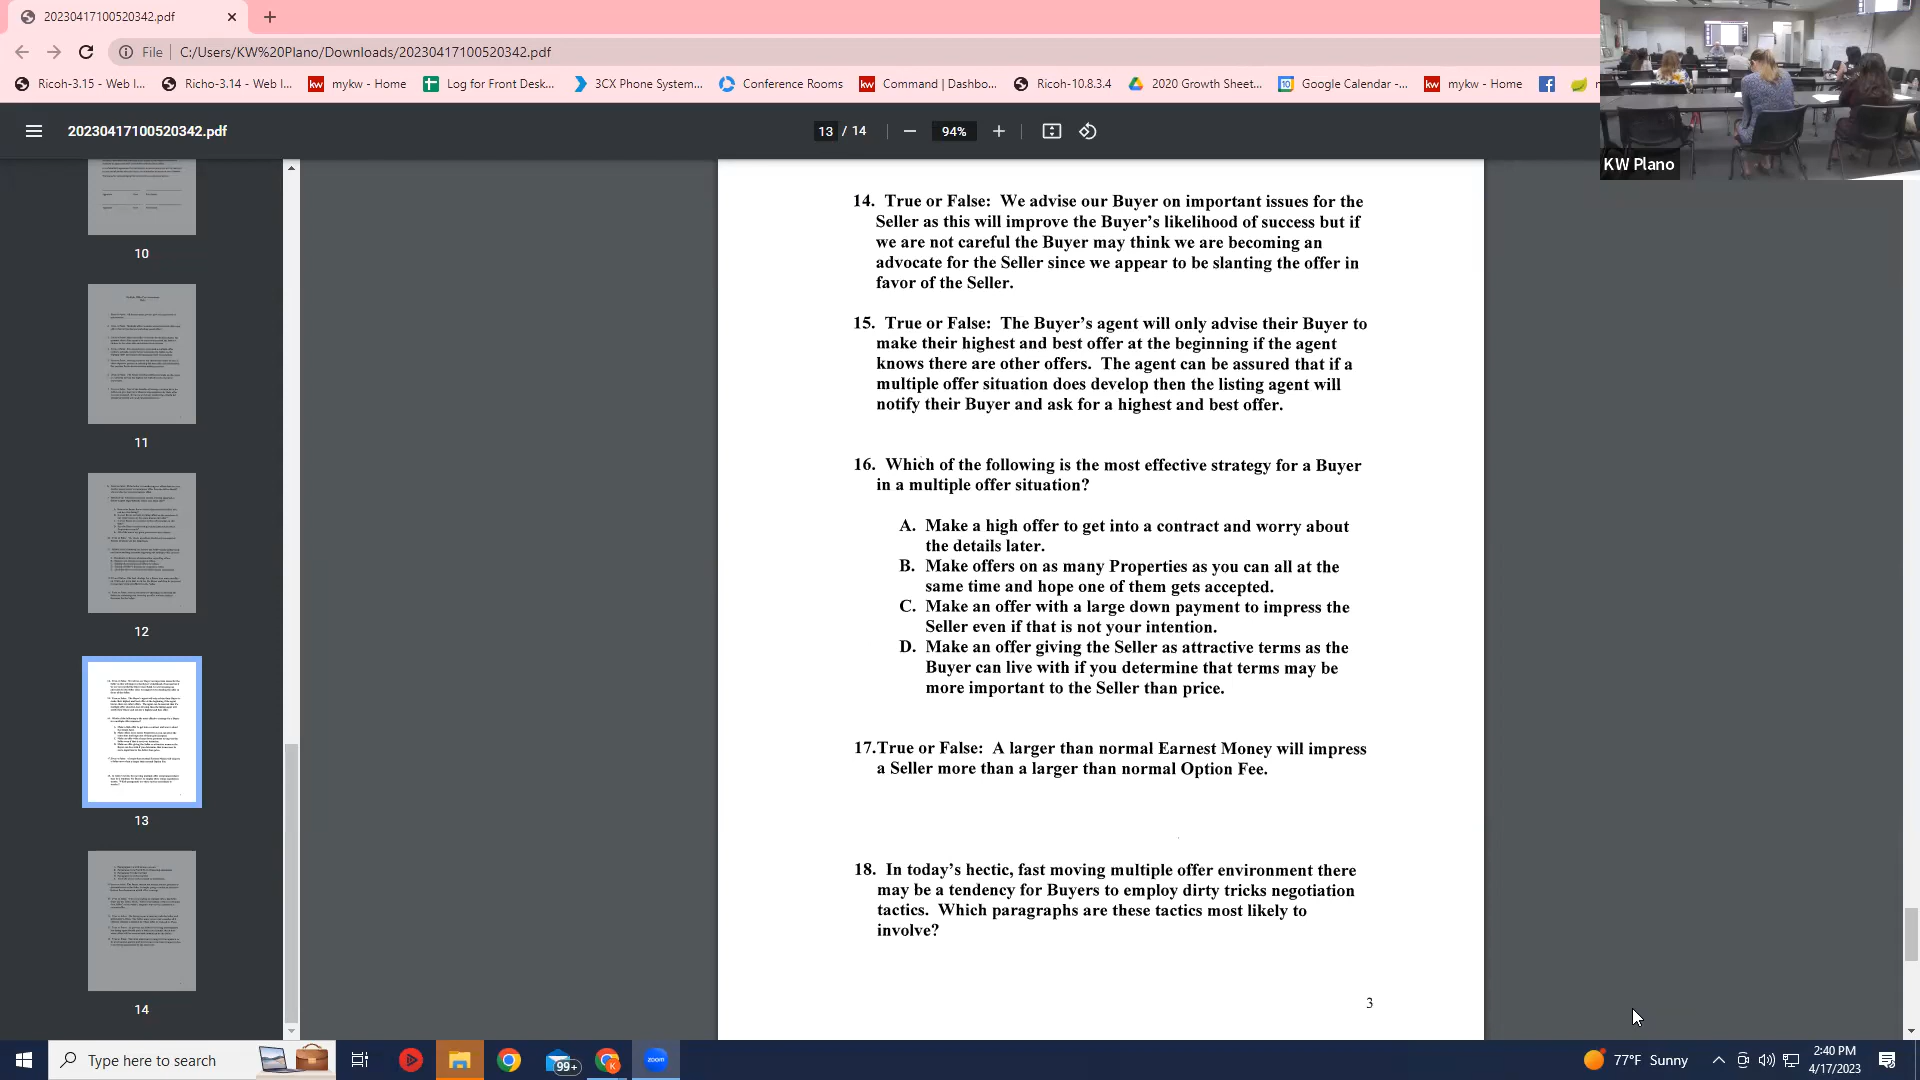 20230417100520342.pdf
File
C:/Users/KW%20Plano/Downloads/20230417100520342.pdf
Ricoh-3.15 - Web I...
Richo-3.14 - Web I...
kw
mykw - Home
Log for Front Desk...
3CX Phone System...
Conference Rooms
kw
Command | Dashbo...
Ricoh-10.8.3.4
2020 Growth Sheet...
10
Google Calendar -...
kw
mykw - Home
KW Plano
20230417100520342.pdf
13 / 14
94%
10
11
12
13
14
14. True or False: We advise our Buyer on important issues for the
Seller as this will improve the Buyer's likelihood of success but if
we are not careful the Buyer may think we are becoming an
advocate for the Seller since we appear to be slanting the offer in
favor of the Seller.
15. True or False: The Buyer's agent will only advise their Buyer to
make their highest and best offer at the beginning if the agent
knows there are other offers. The agent can be assured that if a
multiple offer situation does develop then the listing agent will
notify their Buyer and ask for a highest and best offer.
16. Which of the following is the most effective strategy for a Buyer
in a multiple offer situation?
A. Make a high offer to get into a contract and worry about
the details later.
B. Make offers on as many Properties as you can all at the
same time and hope one of them gets accepted.
C. Make an offer with a large down payment to impress the
Seller even if that is not your intention.
D. Make an offer giving the Seller as attractive terms as the
Buyer can live with if you determine that terms may be
more important to the Seller than price.
17.True or False: A larger than normal Earnest Money will impress
a Seller more than a larger than normal Option Fee.
18. In today's hectic, fast moving multiple offer environment there
may be a tendency for Buyers to employ dirty tricks negotiation
tactics. Which paragraphs are these tactics most likely to
involve?
3
Type here to search
99+
K
zoom
77°F Sunny
2:40 PM
4/17/2023